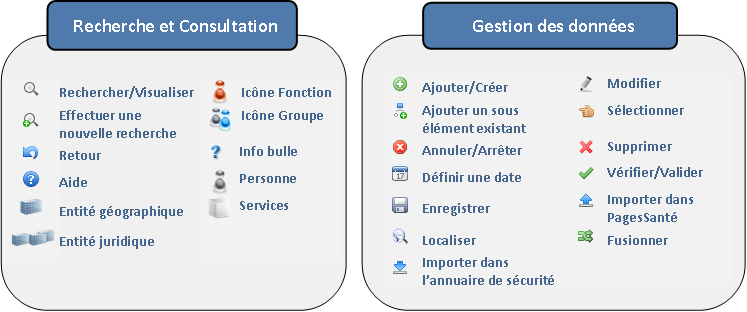 Recherche et Consultation
Rechercher/Visualiser
Effectuer une
nouvelle recherche
Retour
?
Aide
Entité géographique
Entité juridique
Icône Fonction
Icône Groupe
?
Info bulle
Personne
Services
Gestion des données
Ajouter/Créer
Ajouter un sous
élément existant
Annuler/Arrêter
17
Définir une date
Enregistrer
Localiser
Importer dans
l'annuaire de sécurité
Modifier
Sélectionner
Supprimer
Vérifier/Valider
Importer dans
PagesSanté
Fusionner